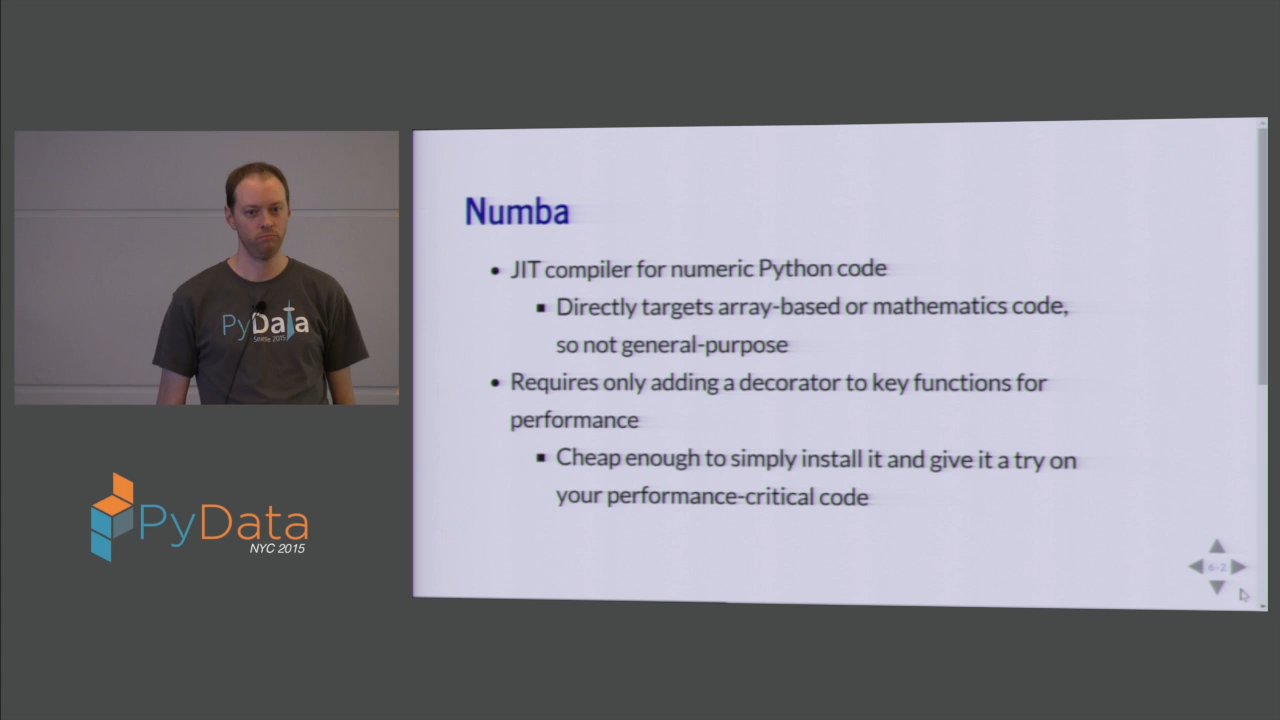 Numba
JIT compiler for numeric Python code
Directly targets array-based or mathematics code,
so not general-purpose
Requires only adding a decorator to key functions for
performance
Cheap enough to simply install it and give it a try on
your performance-critical code
6-2
PyData
Seattle 2015
PyData
NYC 2015